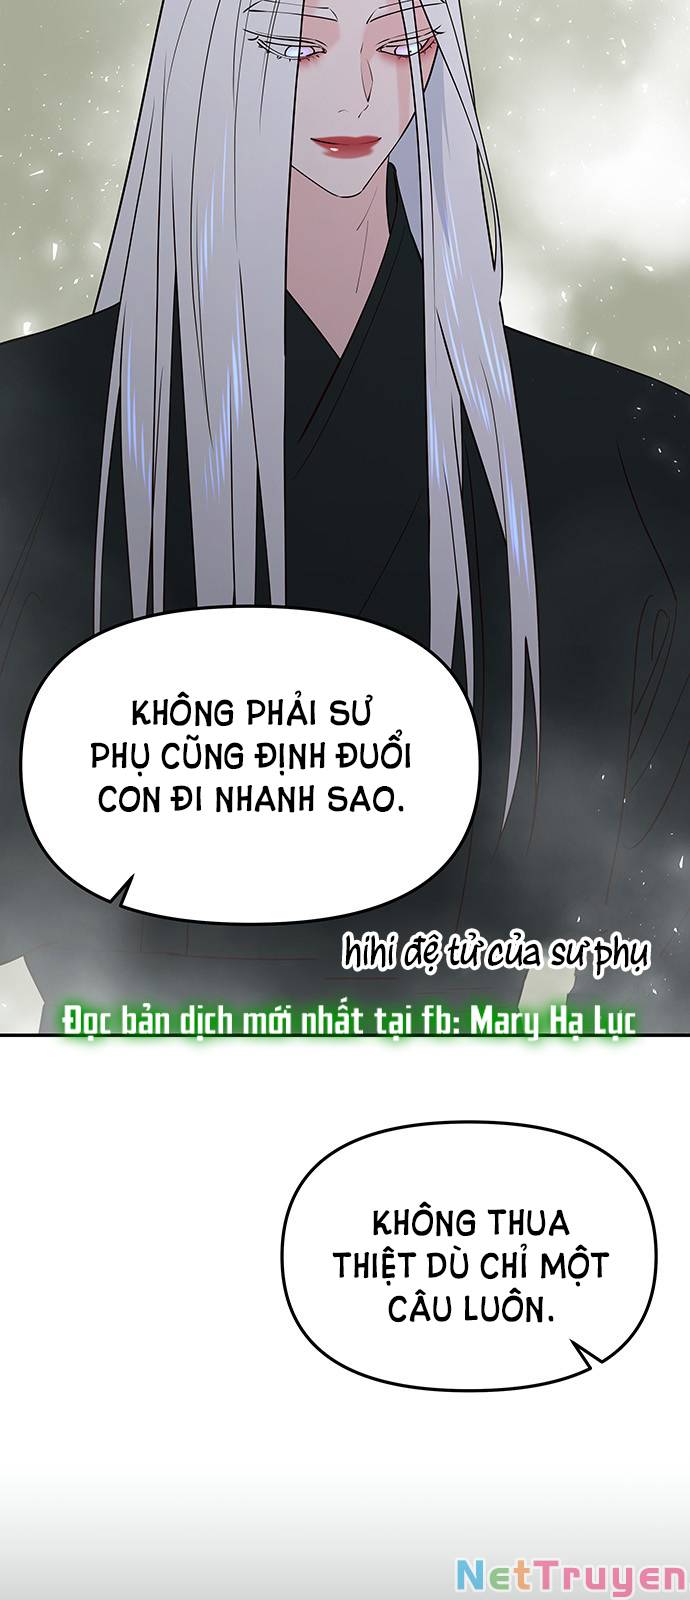 KHÔNG PHẢI SƯ
PHỤ CŨNG ĐỊNH ĐUỔI
CON ĐI NHANH SAO.
hihi đệ tử của sư phụ
Đọc bản dịch mới nhất tại fb: Mary Hạ Lục
KHÔNG THUA
THIỆT DÙ CHỈ MỘT
CÂU LUÔN.
NetTruyen